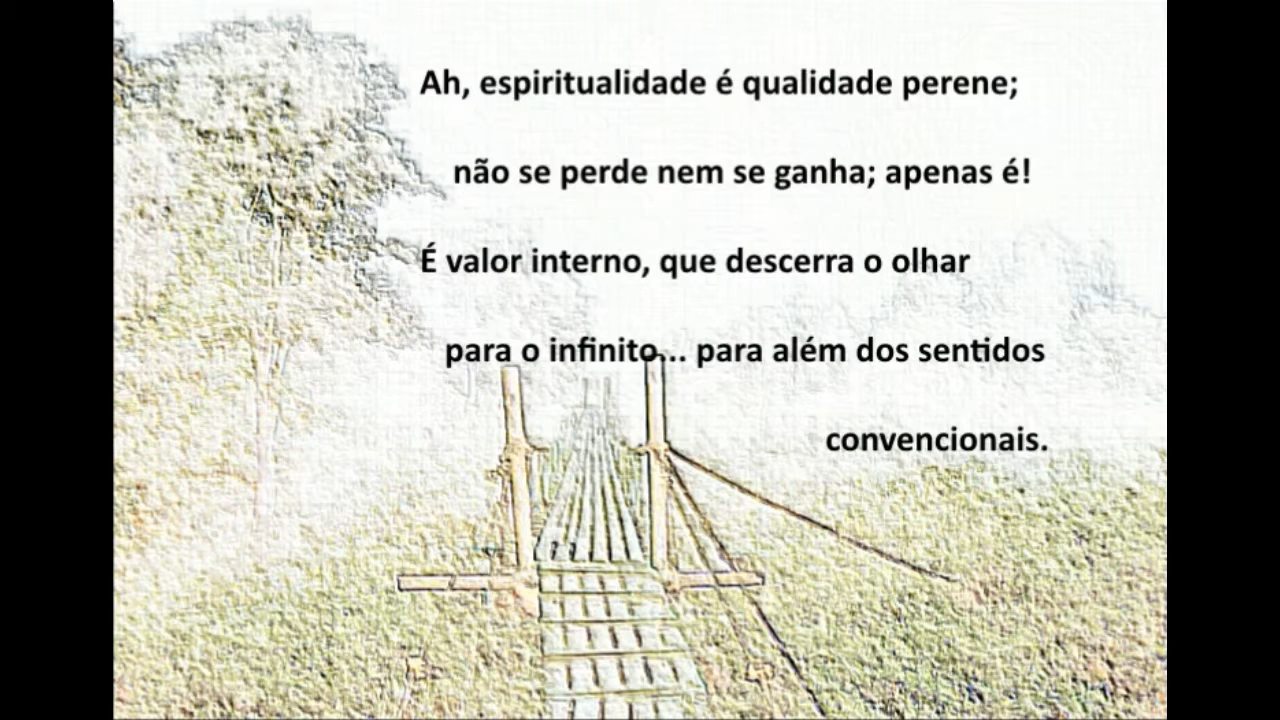 Ah, espiritualidade é qualidade perene;
não se perde nem se ganha; apenas é!
É valor interno, que descerra o olhar
para o infinito... para além dos sentidos
convencionais.